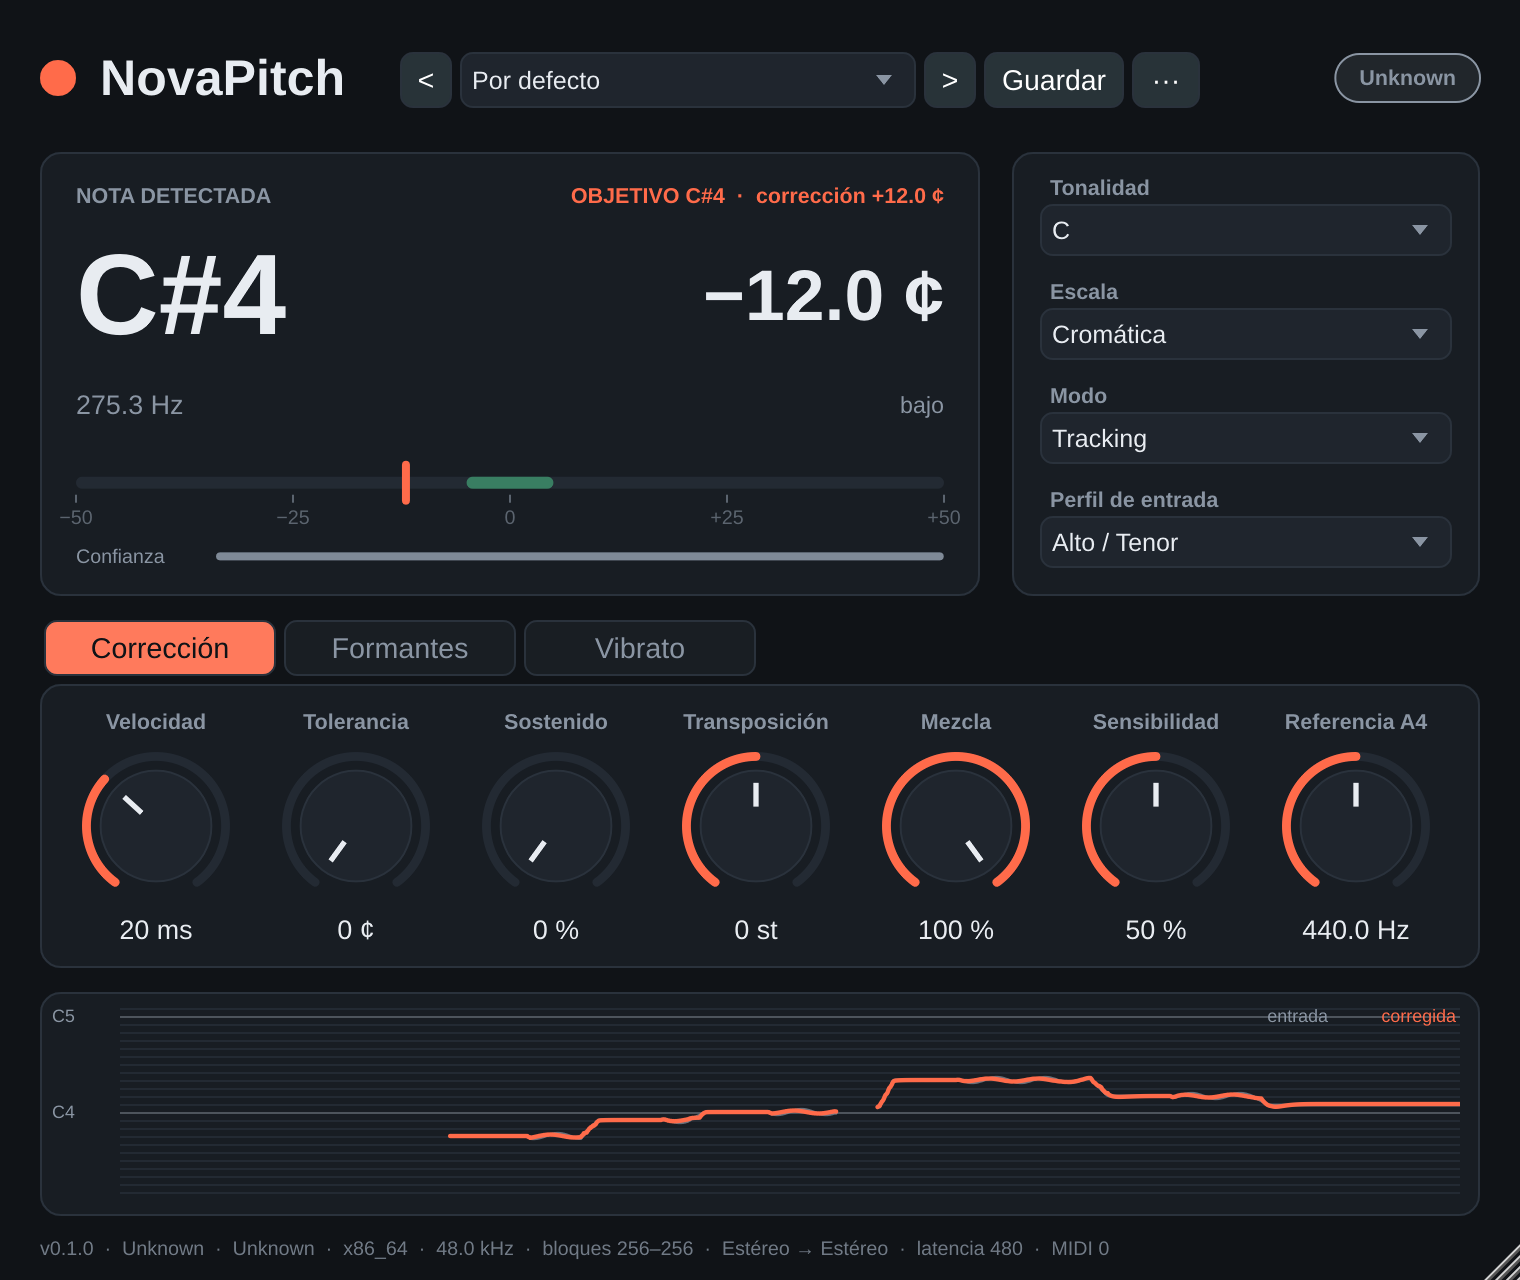 NovaPitch < Por defecto > Guardar ... Unknown
NOTA DETECTADA OBJETIVO C#4 · corrección +12.0 ¢
C#4 −12.0 ¢
275.3 Hz bajo
−50 −25 0 +25 +50
Confianza
Tonalidad
C
Escala
Cromática
Modo
Tracking
Perfil de entrada
Alto / Tenor
Corrección Formantes Vibrato
Velocidad Tolerancia Sostenido Transposición Mezcla Sensibilidad Referencia A4
20 ms 0 ¢ 0 % 0 st 100 % 50 % 440.0 Hz
C5 entrada corregida
C4
v0.1.0 · Unknown · Unknown · x86_64 · 48.0 kHz · bloques 256–256 · Estéreo → Estéreo · latencia 480 · MIDI 0